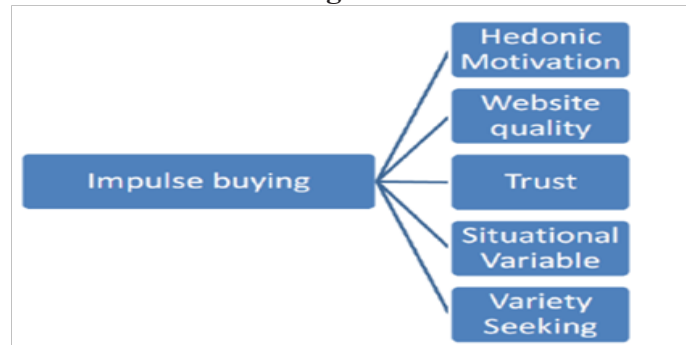 Hedonic
Motivation
Website
quality
Impulse buying
Trust
Situational
Variable
Variety
Seeking